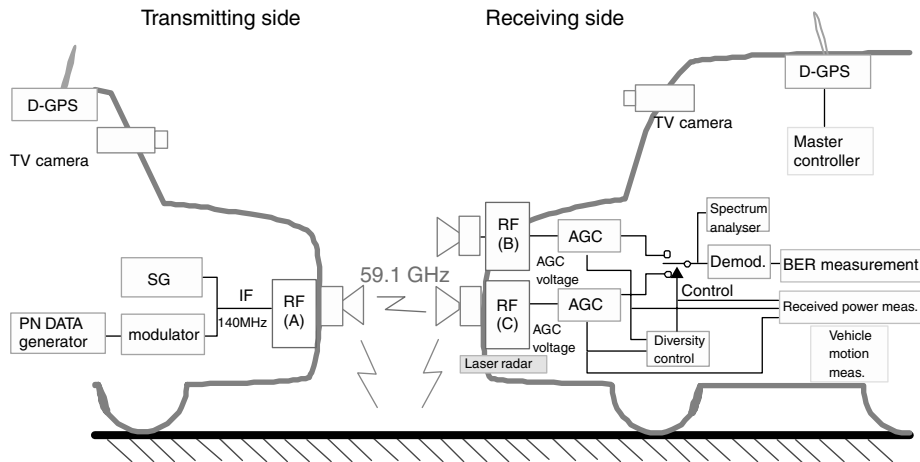 Transmitting side
Receiving side
D-GPS
TV camera
D-GPS
TV camera
Master
controller
RF
(B)
AGC
AGC
voltage
Spectrum
analyser
Demod.
BER measurement
59.1 GHz
SG
IF
140MHz
RF
(A)
PN DATA
generator
modulator
RF
(C)
AGC
AGC
voltage
Control
Received power meas.
Diversity
control
Laser radar
Vehicle
motion
meas.